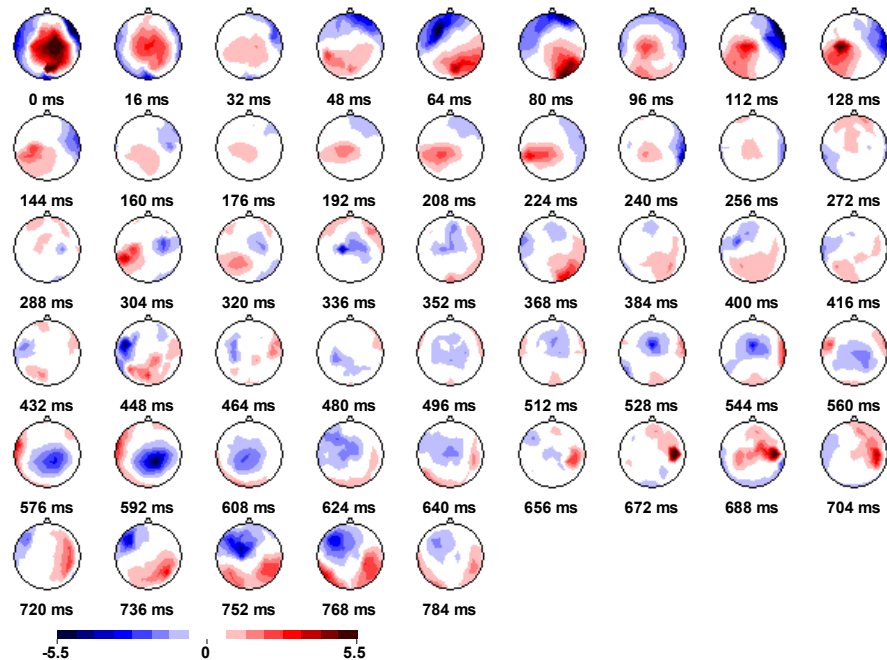 0 ms 16 ms 32 ms 48 ms 64 ms 80 ms 96 ms 112 ms 128 ms
144 ms 160 ms 176 ms 192 ms 208 ms 224 ms 240 ms 256 ms 272 ms
288 ms 304 ms 320 ms 336 ms 352 ms 368 ms 384 ms 400 ms 416 ms
432 ms 448 ms 464 ms 480 ms 496 ms 512 ms 528 ms 544 ms 560 ms
576 ms 592 ms 608 ms 624 ms 640 ms 656 ms 672 ms 688 ms 704 ms
720 ms 736 ms 752 ms 768 ms 784 ms
-5.5 0 5.5